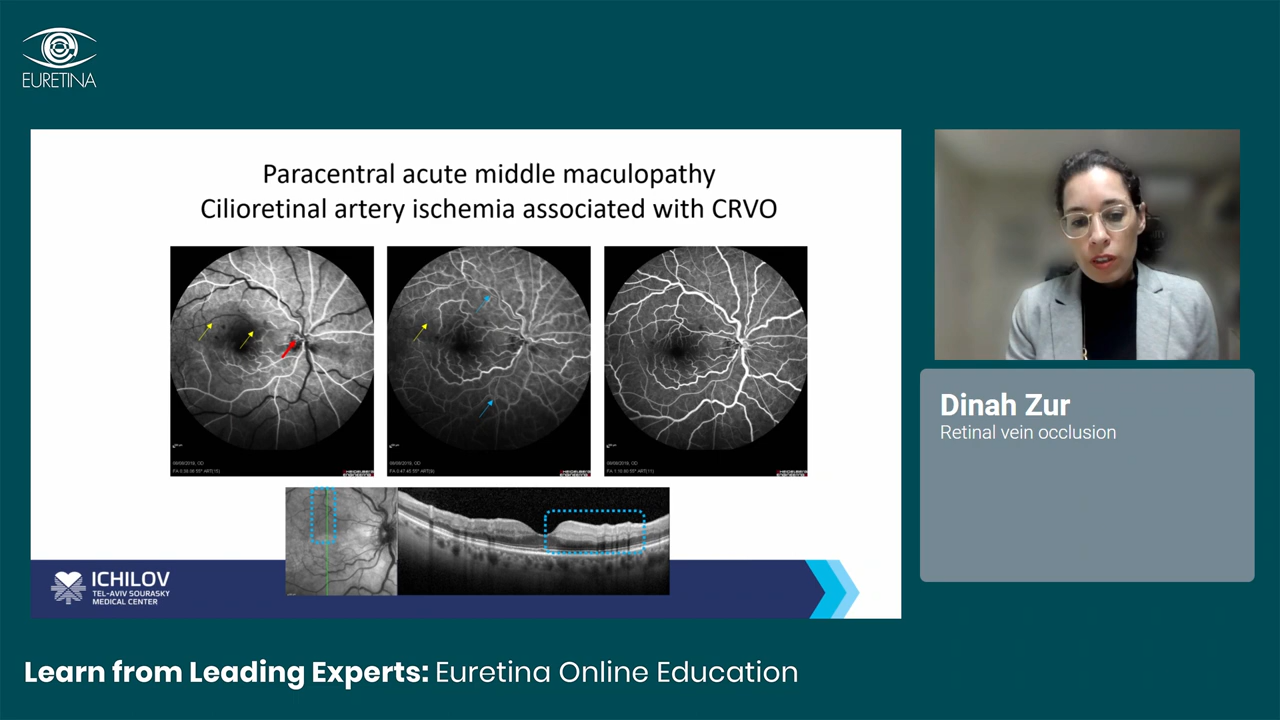 EURETINA
Paracentral acute middle maculopathy
Cilioretinal artery ischemia associated with CRVO
ICHILOV
TEL-AVIV SOURASKY
MEDICAL CENTER
Dinah Zur
Retinal vein occlusion
Learn from Leading Experts: Euretina Online Education